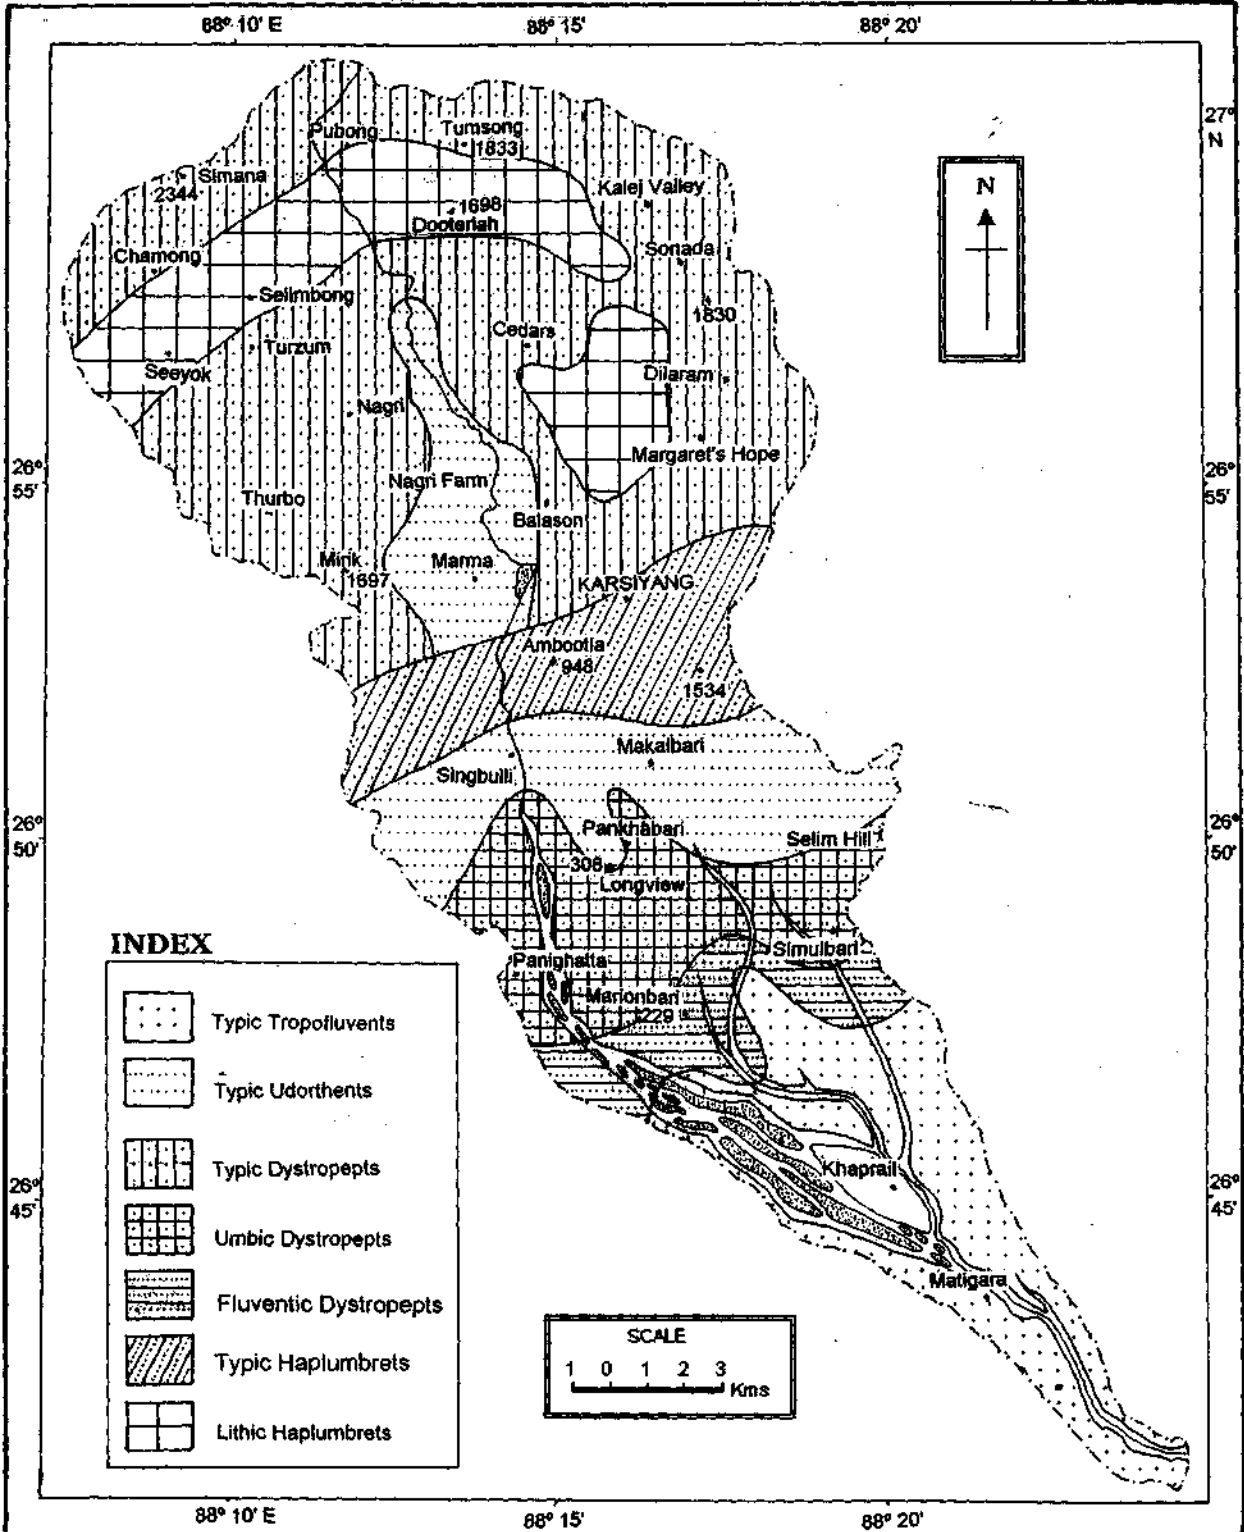 88° 10' E 88° 15' 88° 20'
27°
N
N
Pubong
Tumsong
1833
Simana
2344
Kalej Valley
1698
Dooteriah
Sonada
Chamong
Selimbong
1830
Cedars
Turzum
Seeyok
Dilaram
Nagri
Margaret's Hope
26°
55'
26°
55'
Nagri Farm
Thurbo
Balason
Mirik
1697
Marma
KARSIYANG
Ambootia
948
1534
Makaibari
Singbulli
26°
50'
26°
50'
Pankhabari
Selim Hill
308
Longview
Simulbari
Panighatta
Marionbari
229
Khaprail
26°
45'
26°
45'
Matigara
INDEX
Typic Tropofluvents
Typic Udorthents
Typic Dystropepts
Umbic Dystropepts
Fluventic Dystropepts
Typic Haplumbrets
Lithic Haplumbrets
SCALE
1 0 1 2 3
Kms
88° 10' E 88° 15' 88° 20'